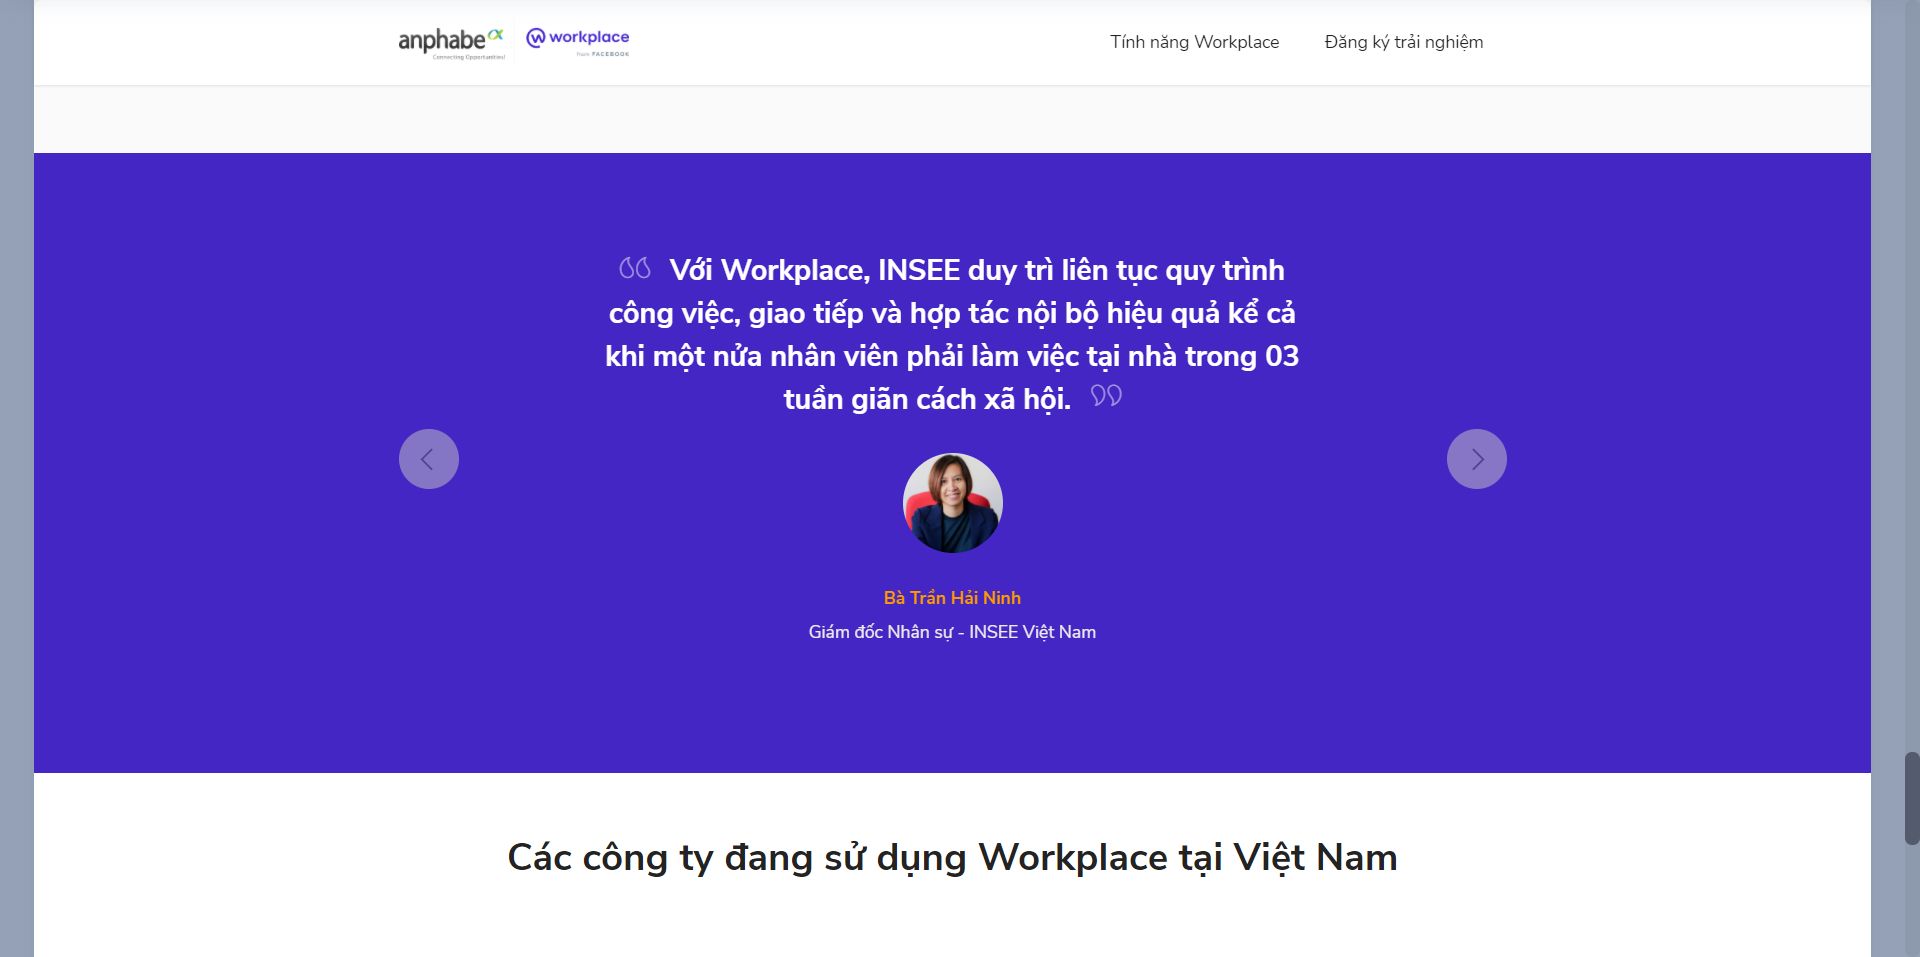 anphabe
Connecting Opportunities!
workplace
from FACEBOOK
Tính năng Workplace
Đăng ký trải nghiệm
Với Workplace, INSEE duy trì liên tục quy trình
công việc, giao tiếp và hợp tác nội bộ hiệu quả kể cả
khi một nửa nhân viên phải làm việc tại nhà trong 03
tuần giãn cách xã hội.
Bà Trần Hải Ninh
Giám đốc Nhân sự - INSEE Việt Nam
Các công ty đang sử dụng Workplace tại Việt Nam